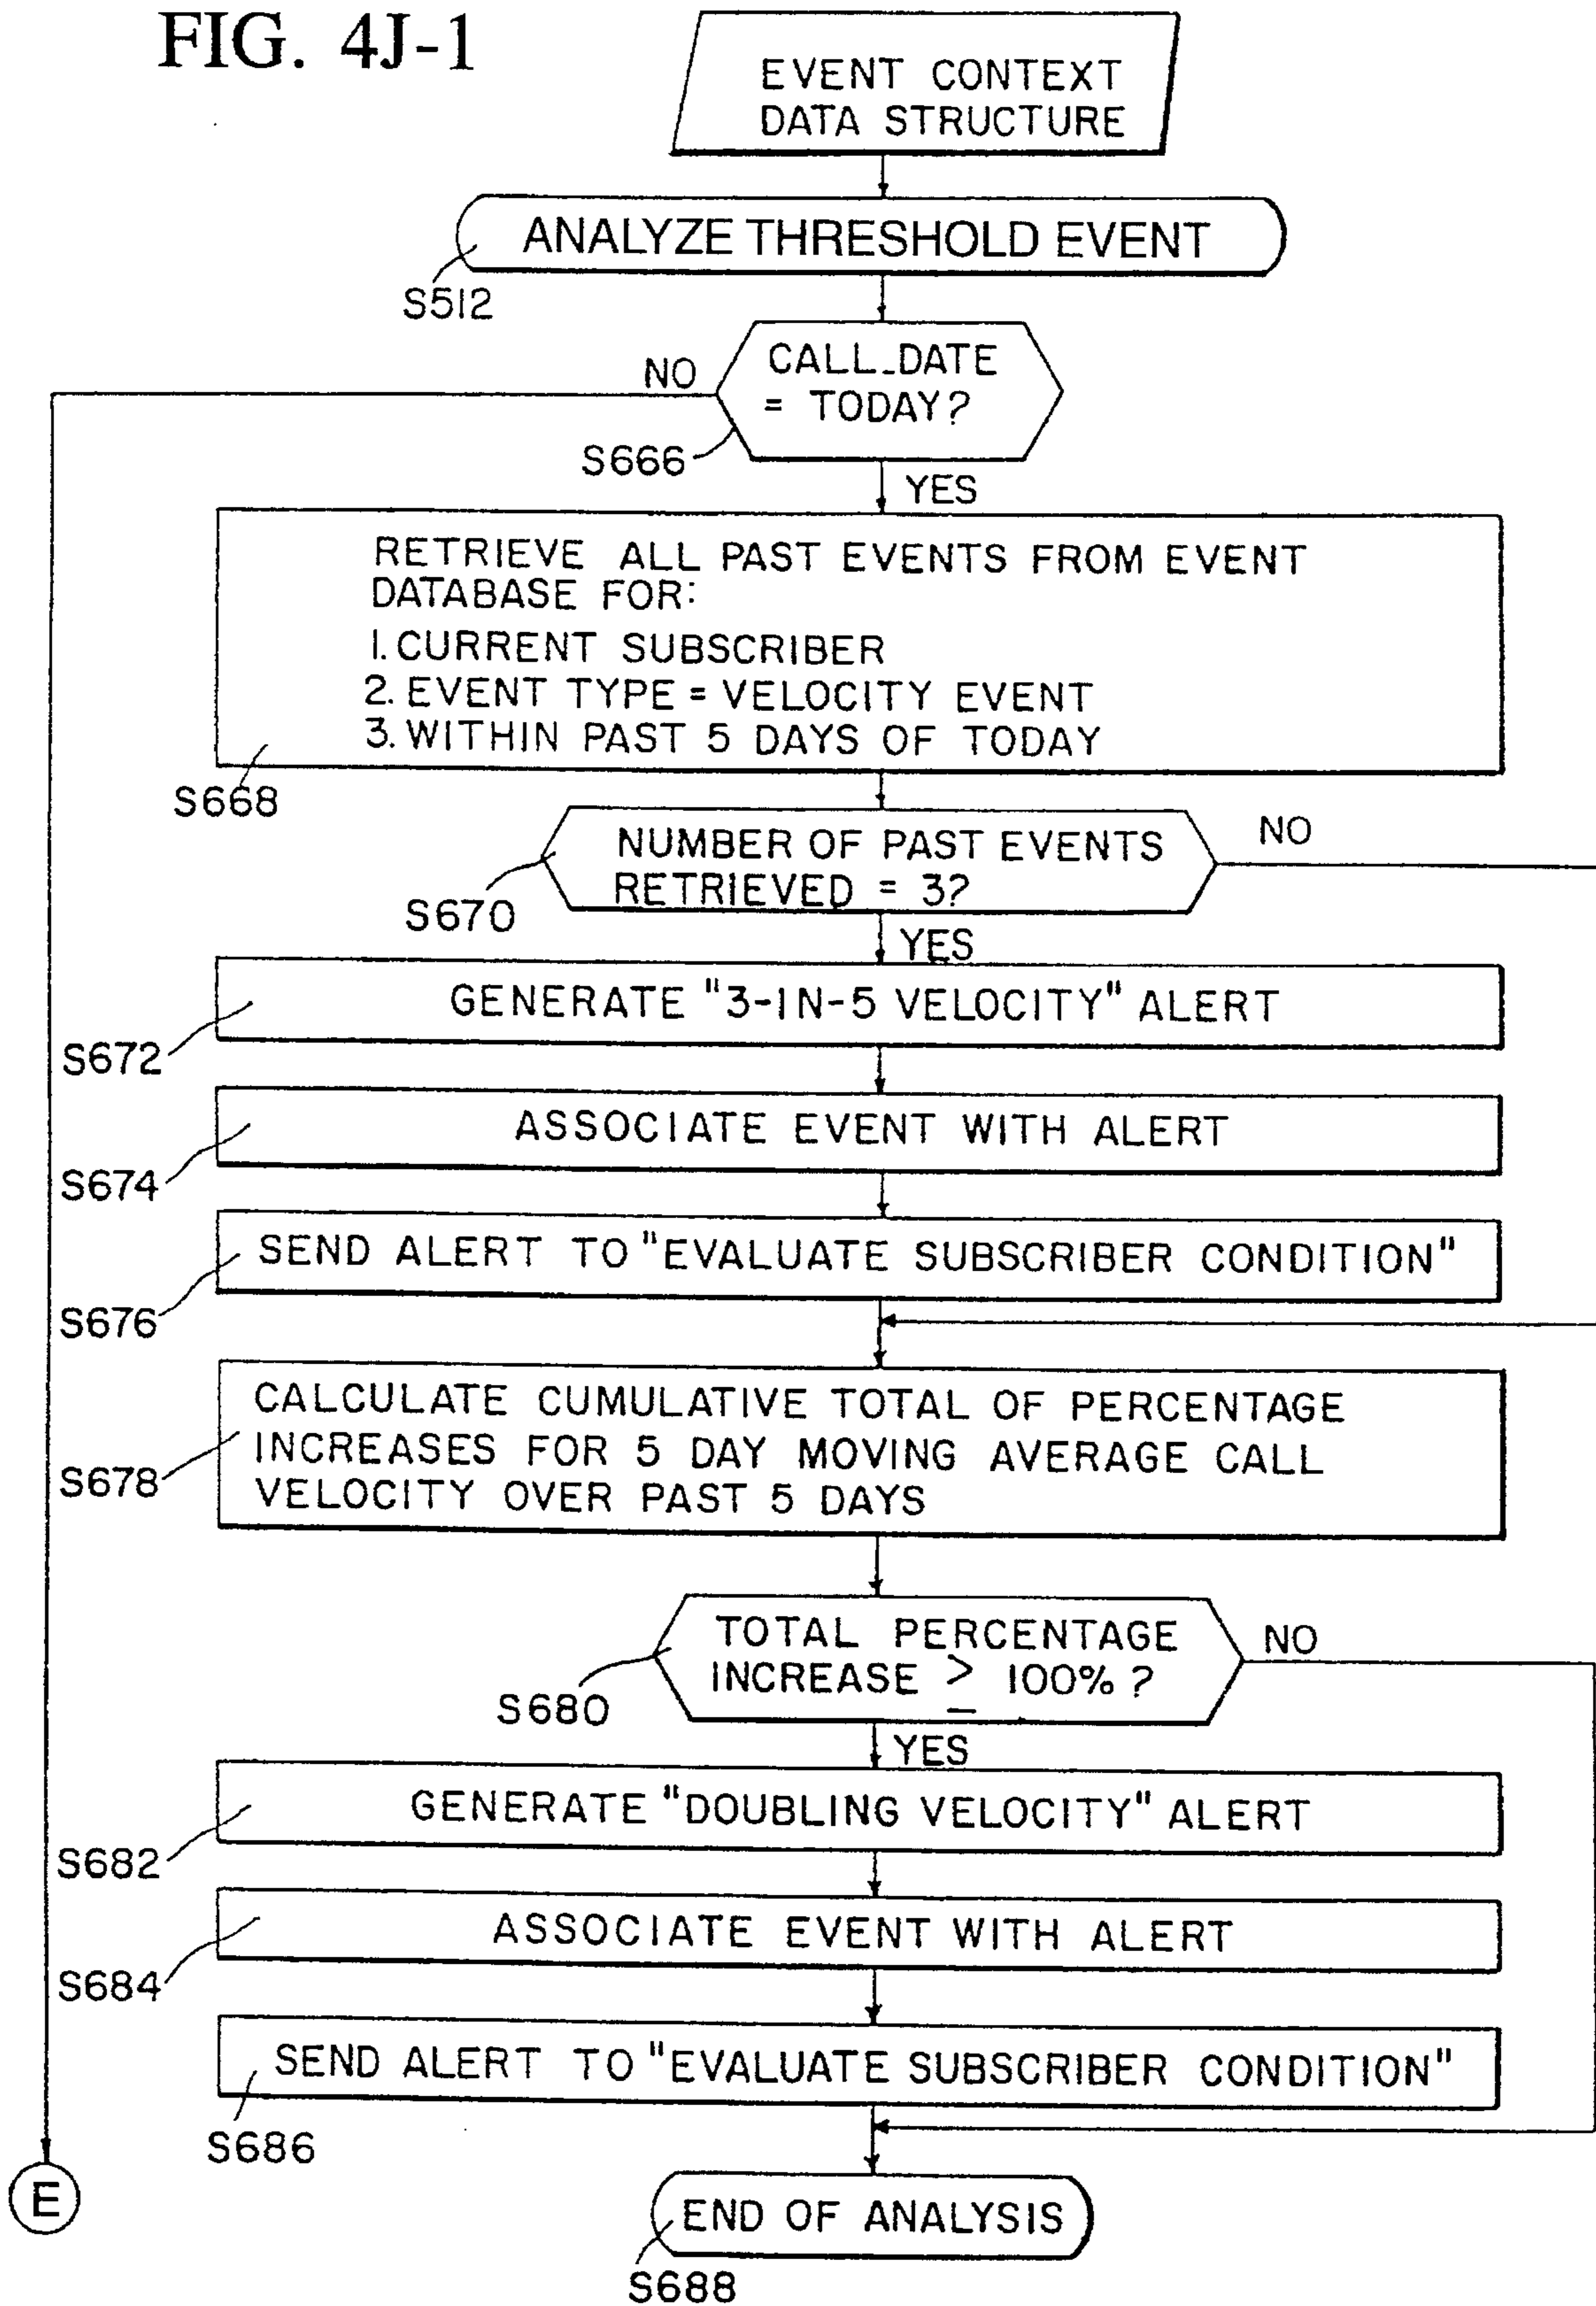 FIG. 4J-1
EVENT CONTEXT
DATA STRUCTURE
ANALYZE THRESHOLD EVENT
S512
CALL_DATE
= TODAY?
NO
S666
YES
RETRIEVE ALL PAST EVENTS FROM EVENT
DATABASE FOR:
1. CURRENT SUBSCRIBER
2. EVENT TYPE = VELOCITY EVENT
3. WITHIN PAST 5 DAYS OF TODAY
S668
NUMBER OF PAST EVENTS
RETRIEVED = 3?
NO
S670
YES
GENERATE "3-IN-5 VELOCITY" ALERT
S672
ASSOCIATE EVENT WITH ALERT
S674
SEND ALERT TO "EVALUATE SUBSCRIBER CONDITION"
S676
CALCULATE CUMULATIVE TOTAL OF PERCENTAGE
INCREASES FOR 5 DAY MOVING AVERAGE CALL
VELOCITY OVER PAST 5 DAYS
S678
TOTAL PERCENTAGE
INCREASE ≥ 100% ?
NO
S680
YES
GENERATE "DOUBLING VELOCITY" ALERT
S682
ASSOCIATE EVENT WITH ALERT
S684
SEND ALERT TO "EVALUATE SUBSCRIBER CONDITION"
S686
E
END OF ANALYSIS
S688